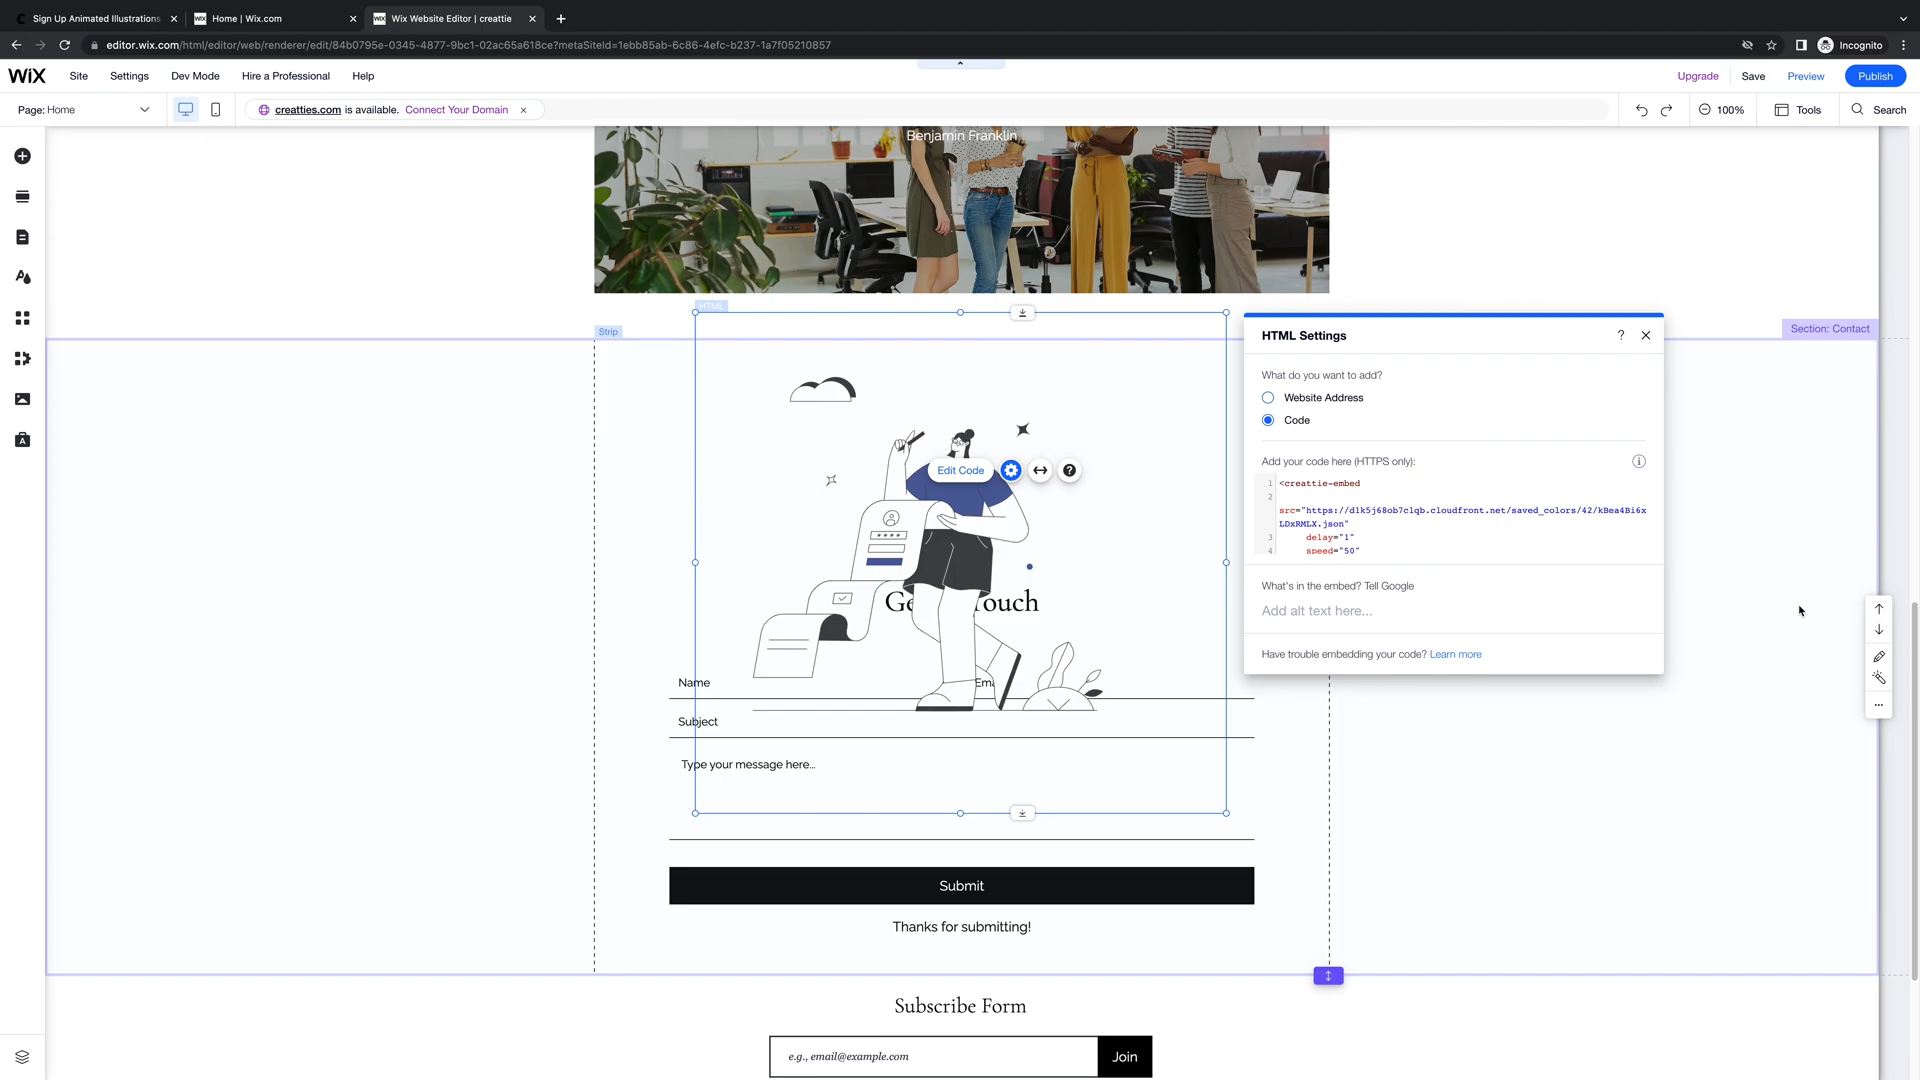 Sign Up Animated Illustrations
Home | Wix.com
Wix Website Editor | creattie
editor.wix.com/html/editor/web/renderer/edit/84b0795e-0345-4877-9bc1-02ac65a618ce?metaSiteId=1ebb85ab-6c86-4efc-b237-1a7f05210857
Incognito
WiX Site Settings Dev Mode Hire a Professional Help
Upgrade Save Preview Publish
Page: Home
creatties.com is available. Connect Your Domain
100% Tools Search
Benjamin Franklin
HTML
Strip
Section: Contact
HTML Settings
What do you want to add?
Website Address
Code
Add your code here (HTTPS only):
1 <creattie-embed
2
src="https://d1k5j68ob7clqb.cloudfront.net/saved_colors/42/kBea4Bi6x
LDxRMLX.json"
3 delay="1"
4 speed="50"
What's in the embed? Tell Google
Add alt text here...
Have trouble embedding your code? Learn more
Edit Code
Name
Subject
Type your message here...
Submit
Thanks for submitting!
Subscribe Form
e.g., email@example.com
Join